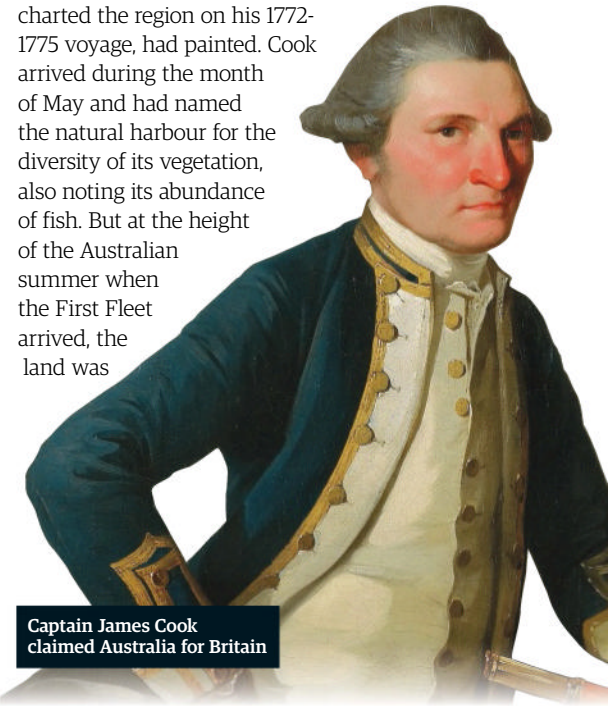 charted the region on his 1772-
1775 voyage, had painted. Cook
arrived during the month
of May and had named
the natural harbour for the
diversity of its vegetation,
also noting its abundance
of fish. But at the height
of the Australian
summer when
the First Fleet
arrived, the
land was
Captain James Cook
claimed Australia for Britain